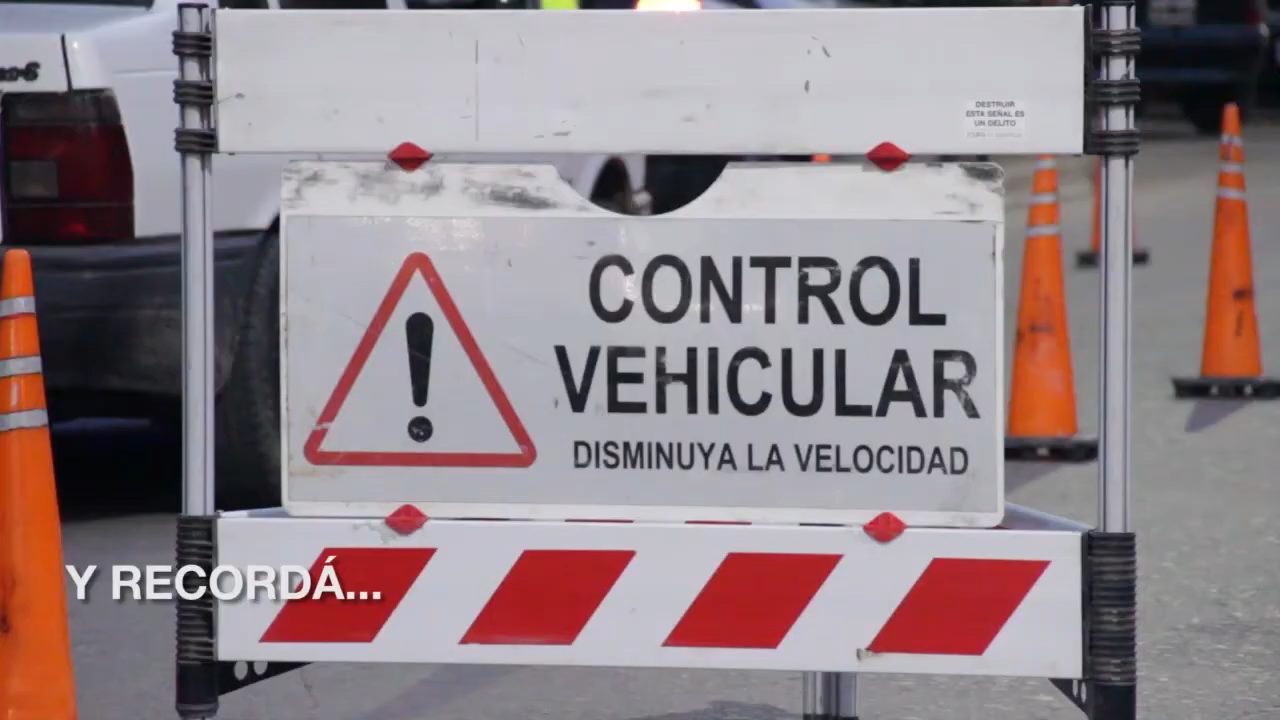 DESTRUIR
ESTA SEÑAL ES
UN DELITO
CONTROL
VEHICULAR
DISMINUYA LA VELOCIDAD
Y RECORDÁ...